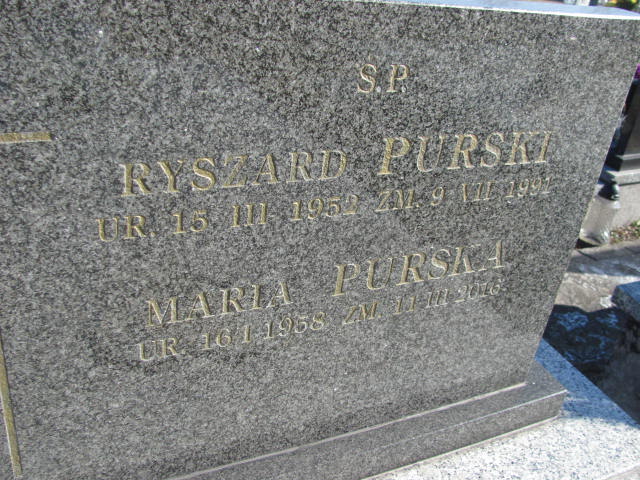 S.P.
RYSZARD PURSKI
UR. 15 III 1952 ZM. 9 VII 1991
MARIA PURSKA
UR. 16 I 1958 ZM 11 III 2016